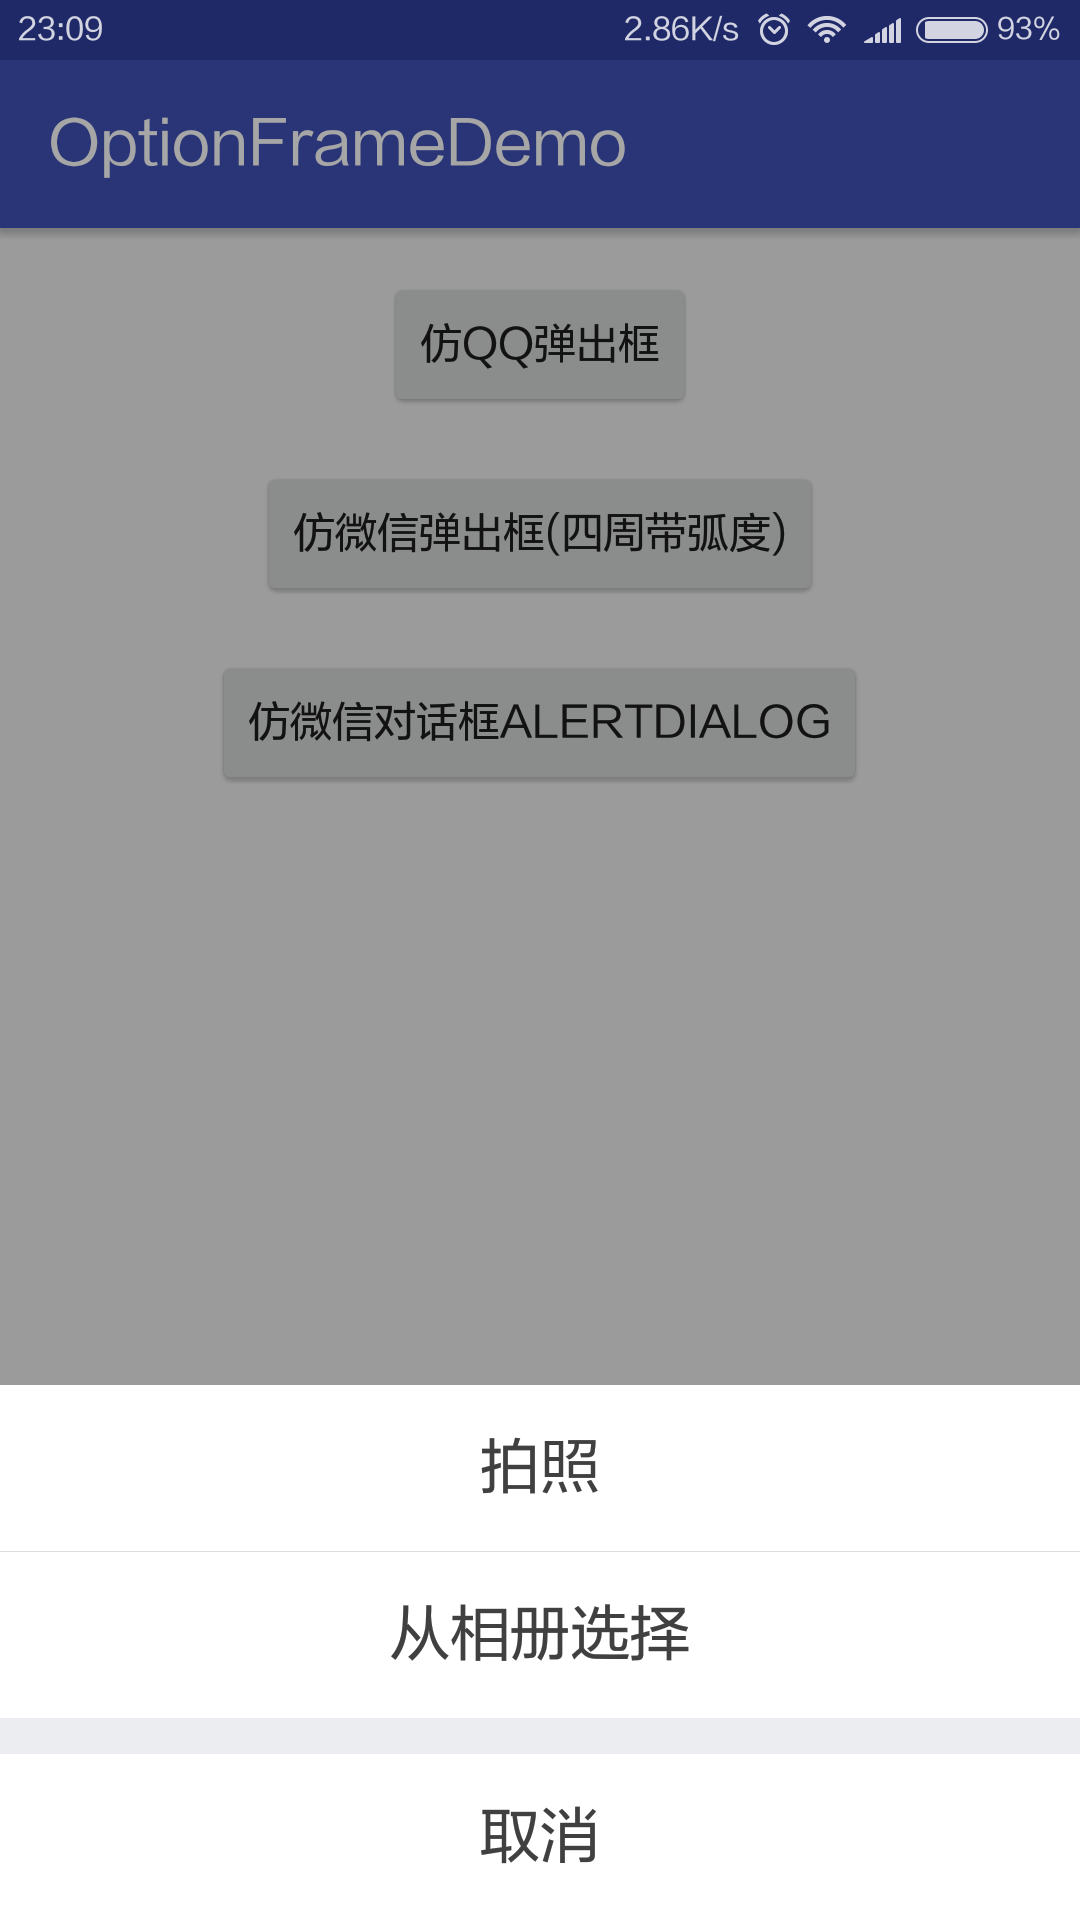 23:09 2.86K/s 93%
OptionFrameDemo
仿QQ弹出框
仿微信弹出框(四周带弧度)
仿微信对话框ALERTDIALOG
拍照
从相册选择
取消